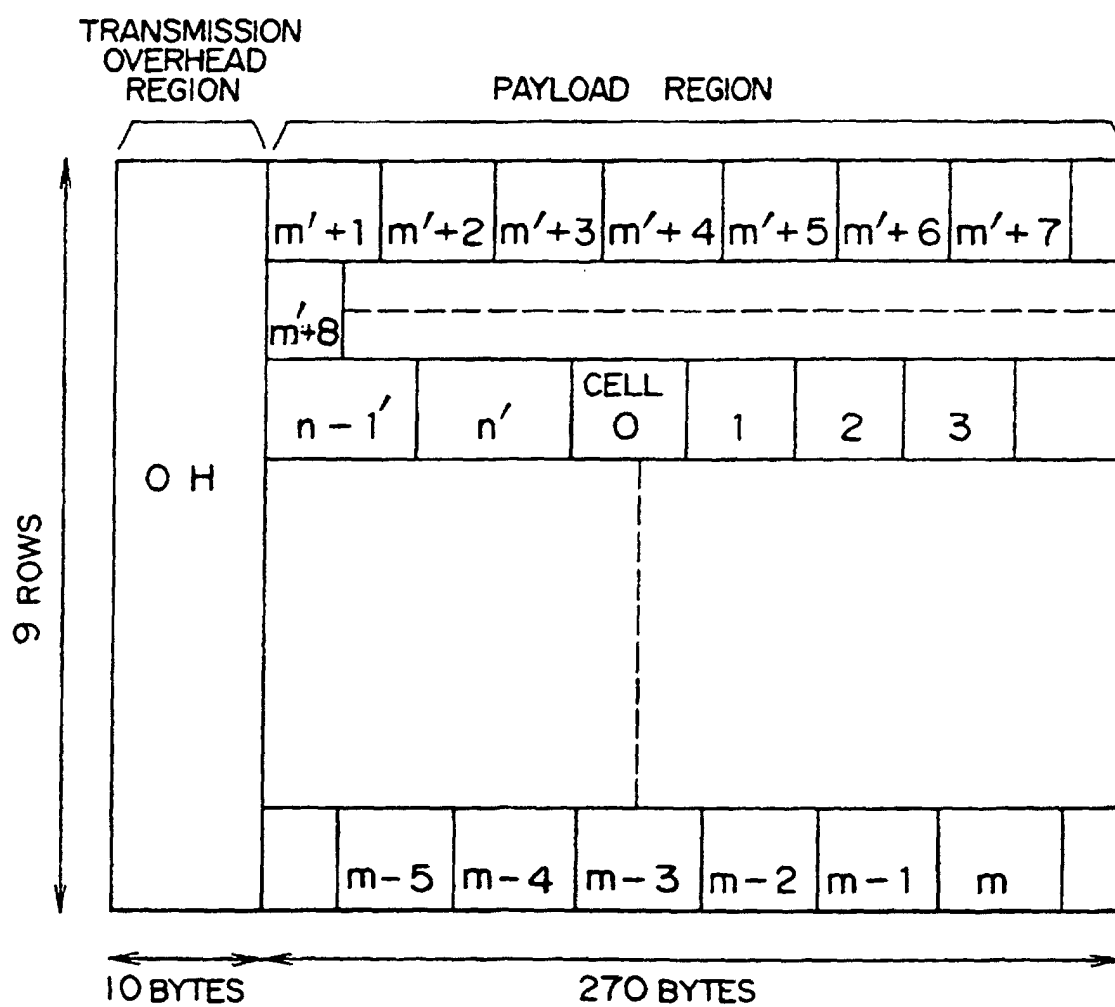 TRANSMISSION
OVERHEAD
REGION
PAYLOAD REGION
m'+1 m'+2 m'+3 m'+4 m'+5 m'+6 m'+7
m'+8
n-1' n' CELL 0 1 2 3
OH
9 ROWS
m-5 m-4 m-3 m-2 m-1 m
10 BYTES
270 BYTES